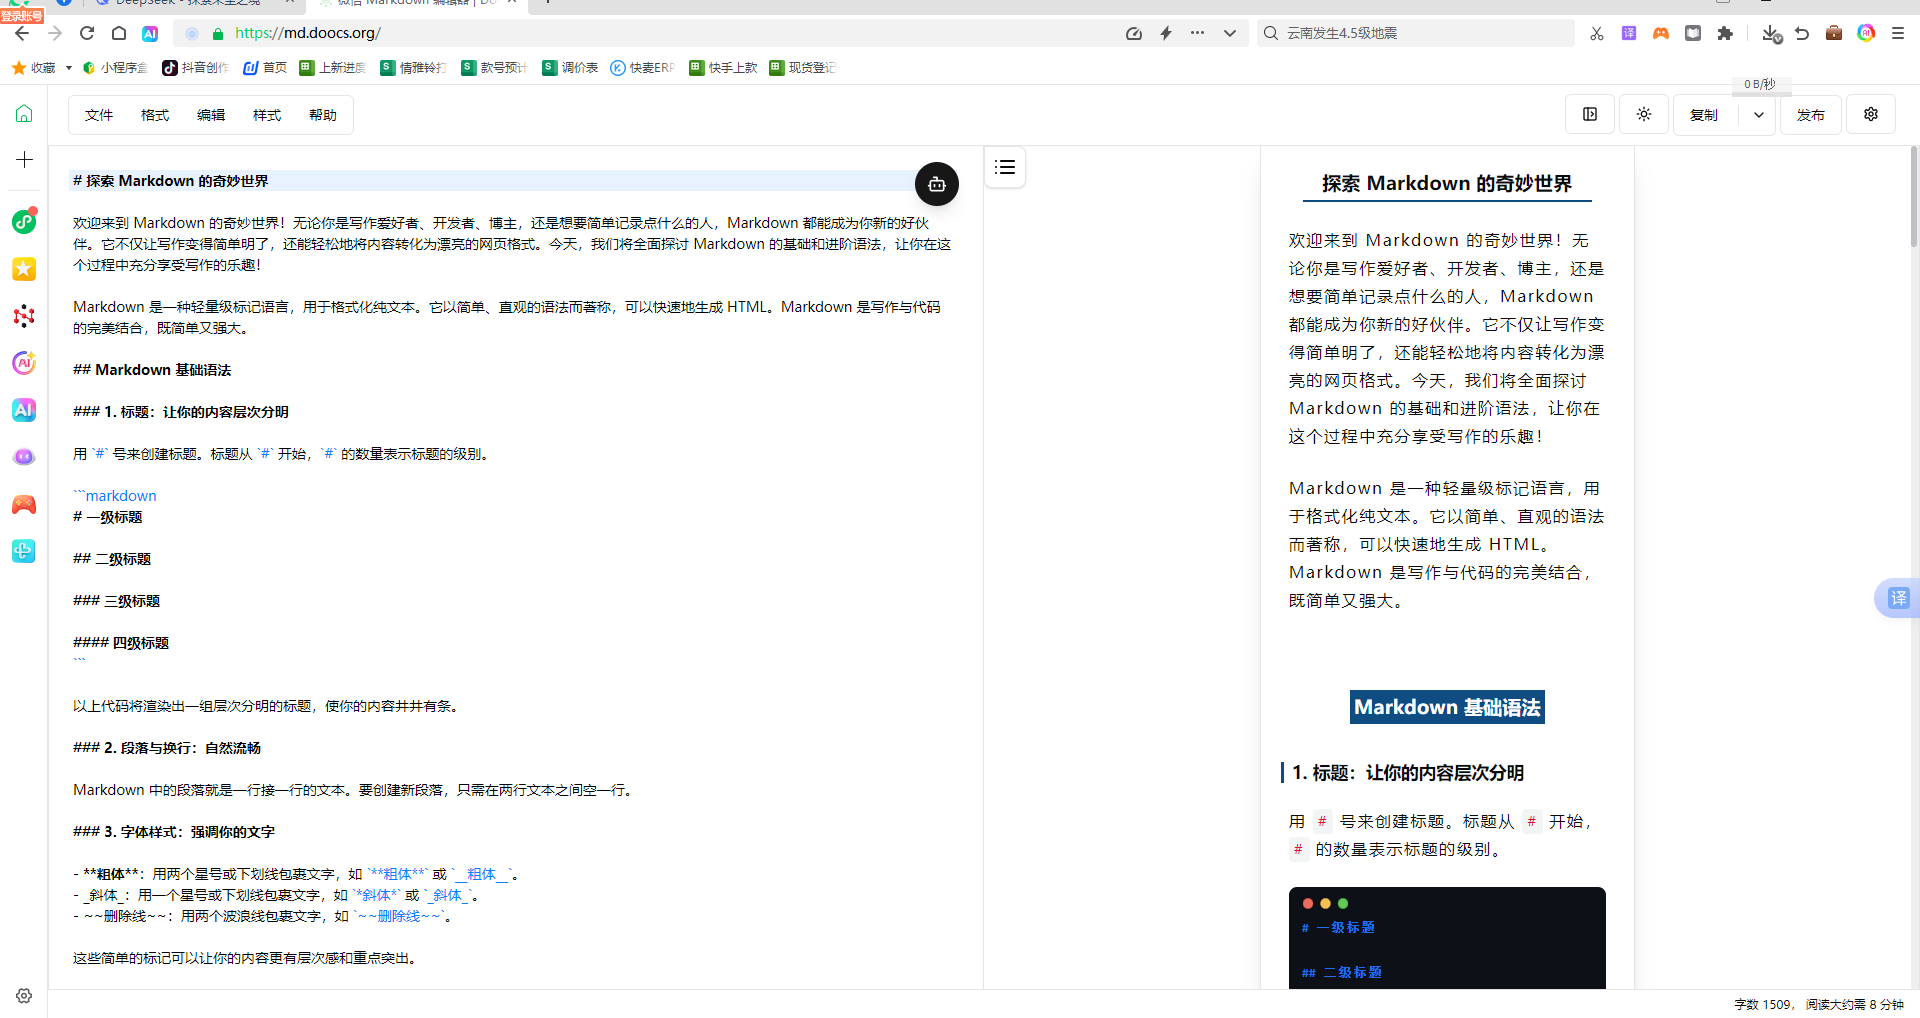 登录账号
DeepSeek - 探索未至之境
微信 Markdown 编辑器 | Do
https://md.doocs.org/
云南发生4.5级地震
收藏 小程序盒 抖音创作 首页 上新进度 情雅铃打 款号预计 调价表 快麦ERP 快手上款 现货登记
0 B/秒
文件 格式 编辑 样式 帮助
复制 发布
# 探索 Markdown 的奇妙世界
欢迎来到 Markdown 的奇妙世界！无论你是写作爱好者、开发者、博主，还是想要简单记录点什么的人，Markdown 都能成为你新的好伙
伴。它不仅让写作变得简单明了，还能轻松地将内容转化为漂亮的网页格式。今天，我们将全面探讨 Markdown 的基础和进阶语法，让你在这
个过程中充分享受写作的乐趣！
Markdown 是一种轻量级标记语言，用于格式化纯文本。它以简单、直观的语法而著称，可以快速地生成 HTML。Markdown 是写作与代码
的完美结合，既简单又强大。
## Markdown 基础语法
### 1. 标题：让你的内容层次分明
用 `#` 号来创建标题。标题从 `#` 开始，`#` 的数量表示标题的级别。
```markdown
# 一级标题
## 二级标题
### 三级标题
#### 四级标题
```
以上代码将渲染出一组层次分明的标题，使你的内容井井有条。
### 2. 段落与换行：自然流畅
Markdown 中的段落就是一行接一行的文本。要创建新段落，只需在两行文本之间空一行。
### 3. 字体样式：强调你的文字
- **粗体**：用两个星号或下划线包裹文字，如 `**粗体**` 或 `__粗体__`。
- _斜体_：用一个星号或下划线包裹文字，如 `*斜体*` 或 `_斜体_`。
- ~~删除线~~：用两个波浪线包裹文字，如 `~~删除线~~`。
这些简单的标记可以让你的内容更有层次感和重点突出。
探索 Markdown 的奇妙世界
欢迎来到 Markdown 的奇妙世界！无
论你是写作爱好者、开发者、博主，还是
想要简单记录点什么的人，Markdown
都能成为你新的好伙伴。它不仅让写作变
得简单明了，还能轻松地将内容转化为漂
亮的网页格式。今天，我们将全面探讨
Markdown 的基础和进阶语法，让你在
这个过程中充分享受写作的乐趣！
Markdown 是一种轻量级标记语言，用
于格式化纯文本。它以简单、直观的语法
而著称，可以快速地生成 HTML。
Markdown 是写作与代码的完美结合，
既简单又强大。
Markdown 基础语法
1. 标题：让你的内容层次分明
用 # 号来创建标题。标题从 # 开始，
# 的数量表示标题的级别。
# 一级标题
## 二级标题
译
字数 1509， 阅读大约需 8 分钟